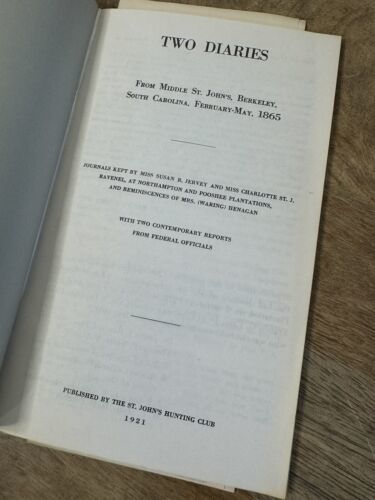 TWO DIARIES
FROM MIDDLE ST. JOHN'S, BERKELEY,
SOUTH CAROLINA, FEBRUARY-MAY, 1865
JOURNALS KEPT BY MISS SUSAN R. JERVEY AND MISS CHARLOTTE ST. J.
RAVENEL, AT NORTHAMPTON AND POOSHEE PLANTATIONS,
AND REMINISCENCES OF MRS. (WARING) HENAGAN
WITH TWO CONTEMPORARY REPORTS
FROM FEDERAL OFFICIALS
PUBLISHED BY THE ST. JOHN'S HUNTING CLUB
1921